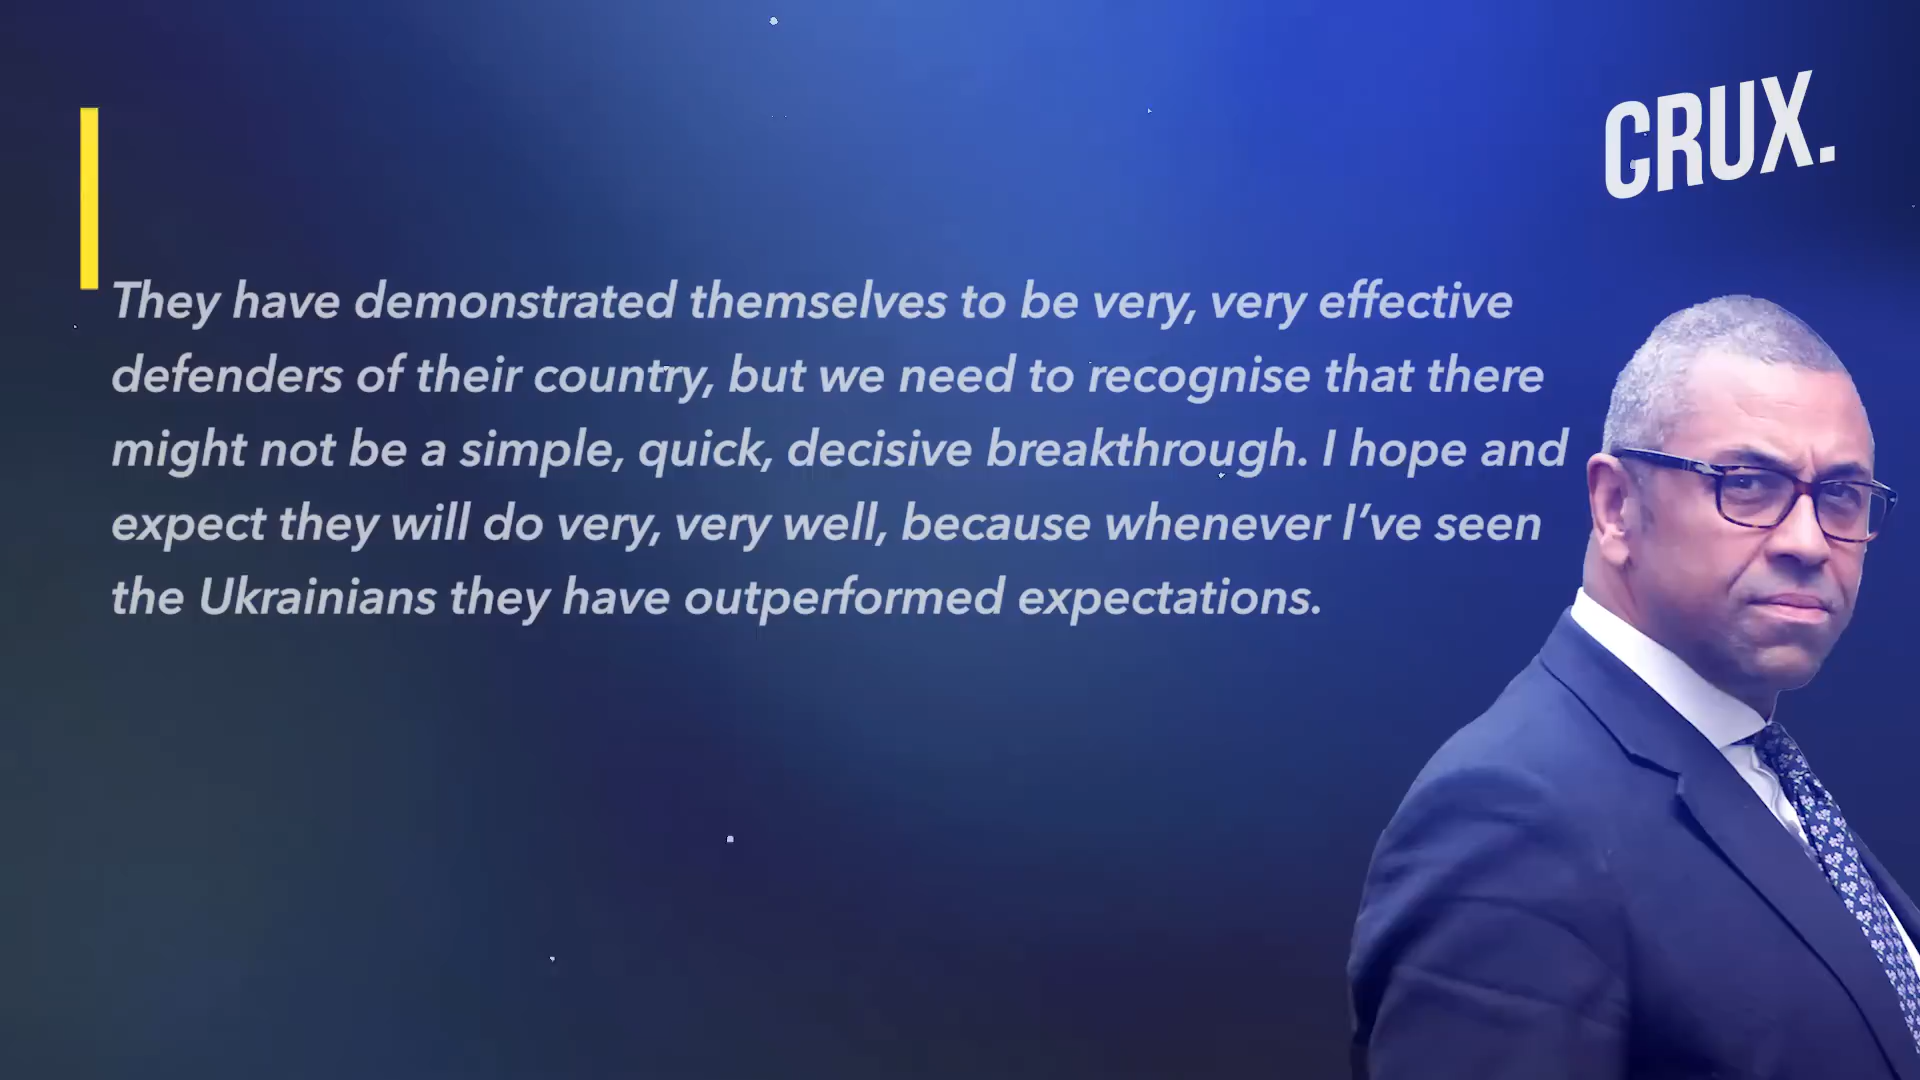 CRUX.
They have demonstrated themselves to be very, very effective
defenders of their country, but we need to recognise that there
might not be a simple, quick, decisive breakthrough. I hope and
expect they will do very, very well, because whenever I’ve seen
the Ukrainians they have outperformed expectations.